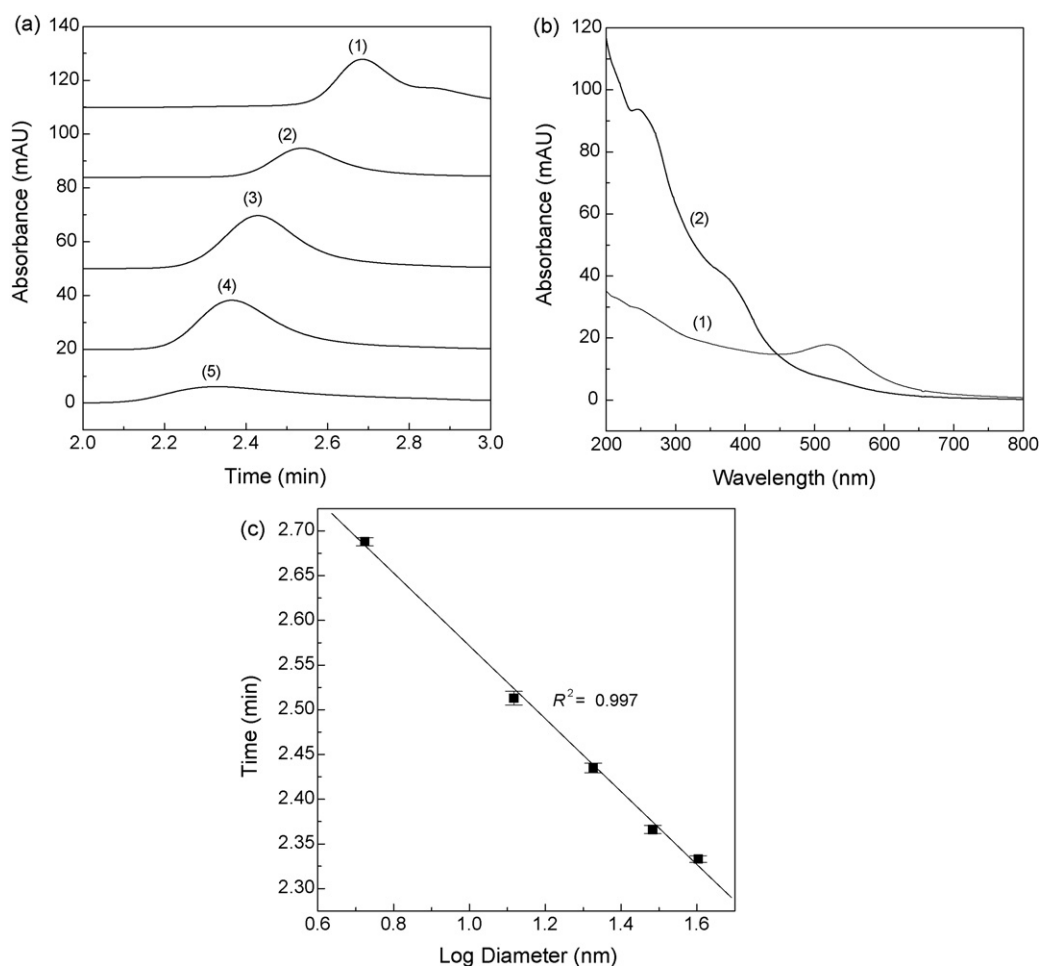 (a)
140
120
100
80
60
40
20
0
Absorbance (mAU)
(1)
(2)
(3)
(4)
(5)
2.0 2.2 2.4 2.6 2.8 3.0
Time (min)
(b)
120
100
80
60
40
20
0
Absorbance (mAU)
(2)
(1)
200 300 400 500 600 700 800
Wavelength (nm)
(c)
2.70
2.65
2.60
2.55
2.50
2.45
2.40
2.35
2.30
Time (min)
R² = 0.997
0.6 0.8 1.0 1.2 1.4 1.6
Log Diameter (nm)